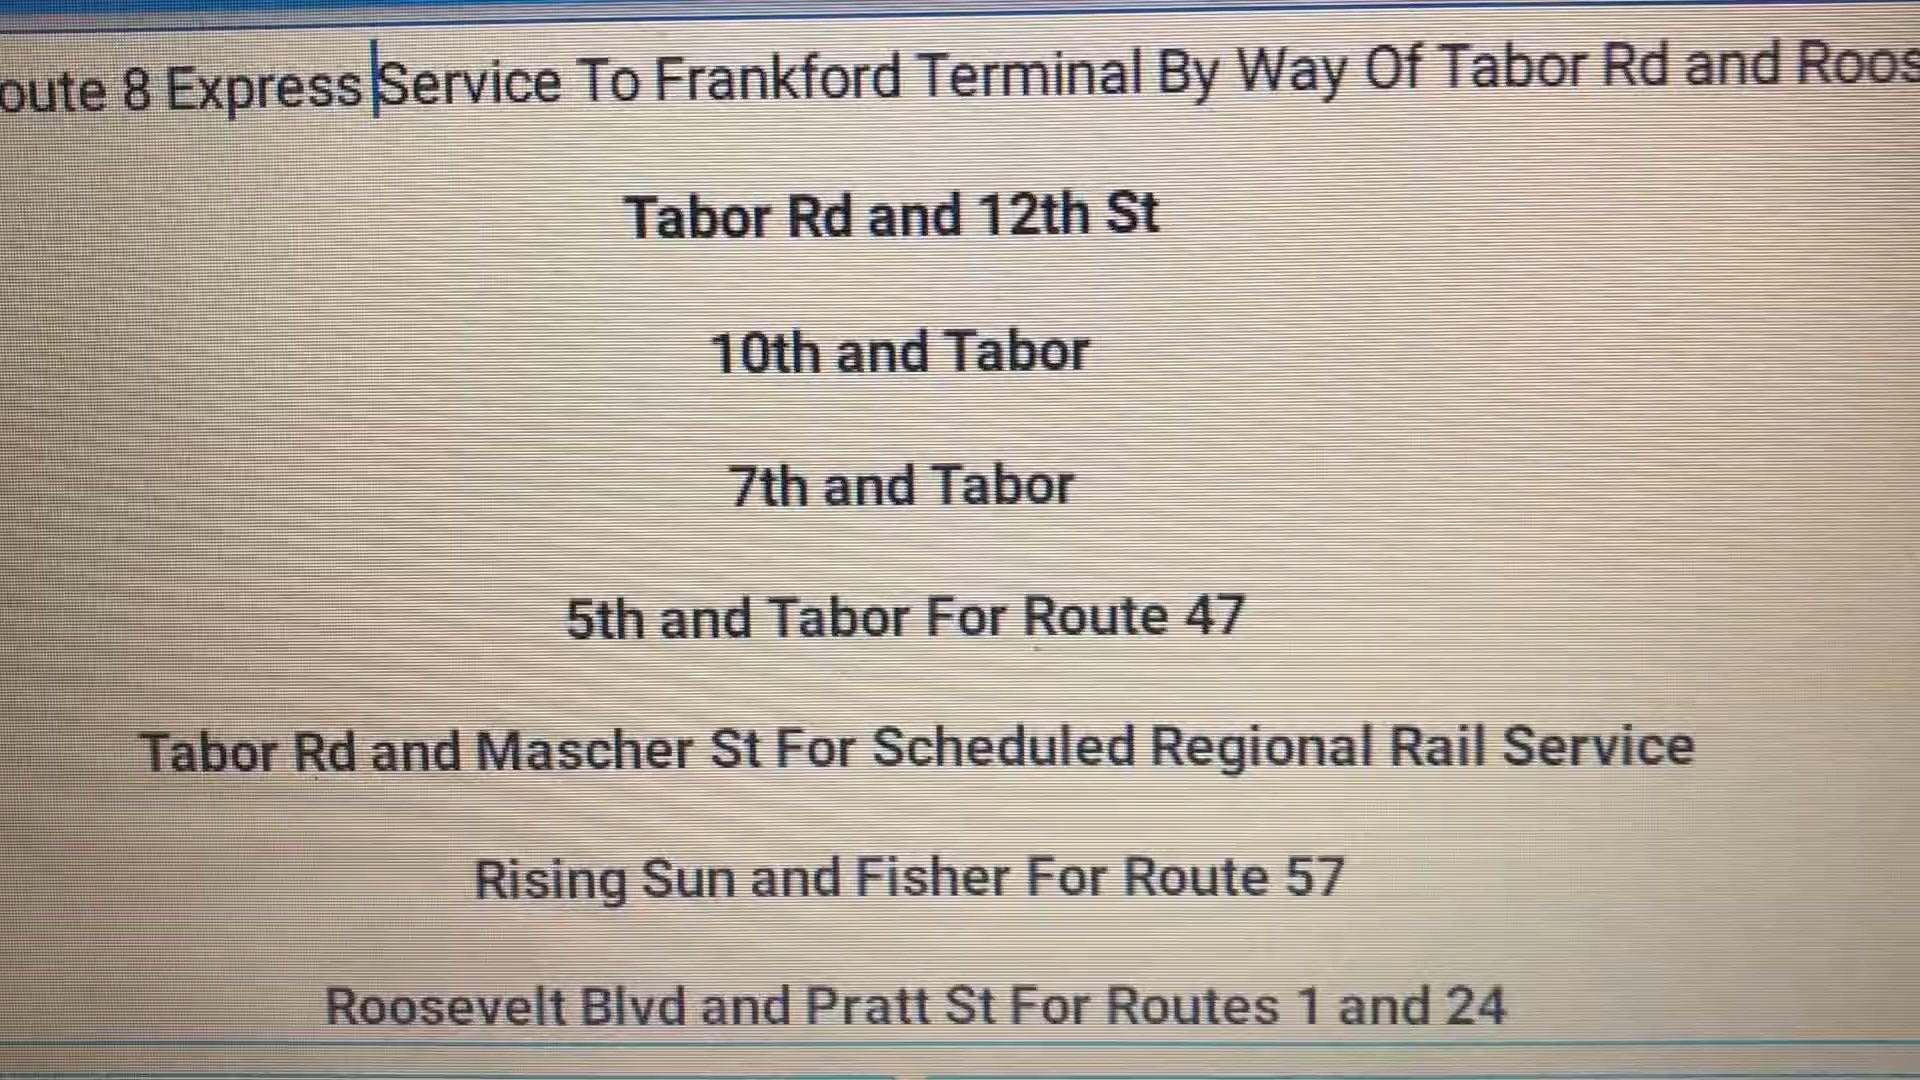 oute 8 Express Service To Frankford Terminal By Way Of Tabor Rd and Roos
Tabor Rd and 12th St
10th and Tabor
7th and Tabor
5th and Tabor For Route 47
Tabor Rd and Mascher St For Scheduled Regional Rail Service
Rising Sun and Fisher For Route 57
Roosevelt Blvd and Pratt St For Routes 1 and 24